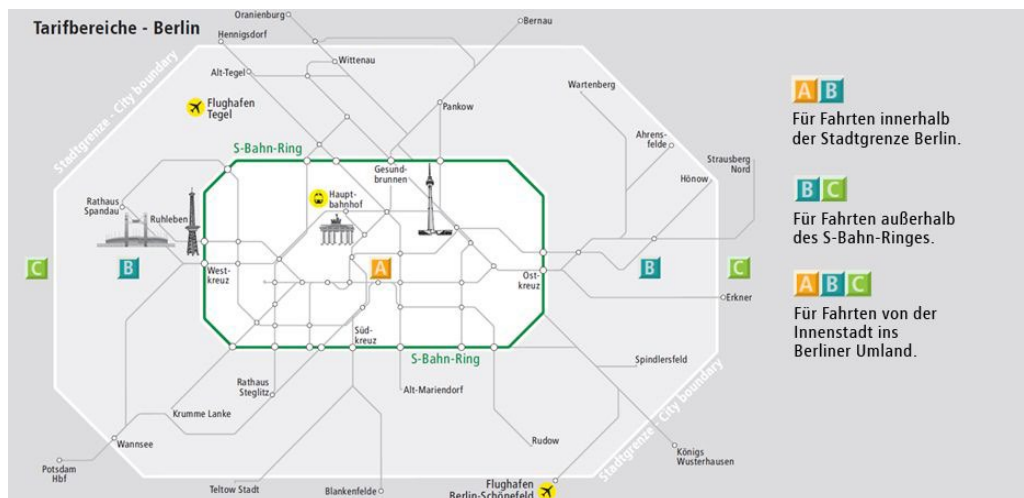 Tarifbereiche - Berlin
Oranienburg
Bernau
Hennigsdorf
Wittenau
Alt-Tegel
Flughafen
Tegel
Pankow
Wartenberg
Ahrens-
felde
Strausberg
Nord
Hönow
Stadtgrenze - City boundary
S-Bahn-Ring
Gesund-
brunnen
Haupt-
bahnhof
Rathaus
Spandau
Ruhleben
C
B
West-
kreuz
A
Ost-
kreuz
B
C
Erkner
Süd-
kreuz
S-Bahn-Ring
Spindlersfeld
Rathaus
Steglitz
Alt-Mariendorf
Krumme Lanke
Wannsee
Rudow
Stadtgrenze - City boundary
Königs
Wusterhausen
Potsdam
Hbf
Teltow Stadt
Blankenfelde
Flughafen
Berlin-Schönefeld
A B
Für Fahrten innerhalb
der Stadtgrenze Berlin.
B C
Für Fahrten außerhalb
des S-Bahn-Ringes.
A B C
Für Fahrten von der
Innenstadt ins
Berliner Umland.